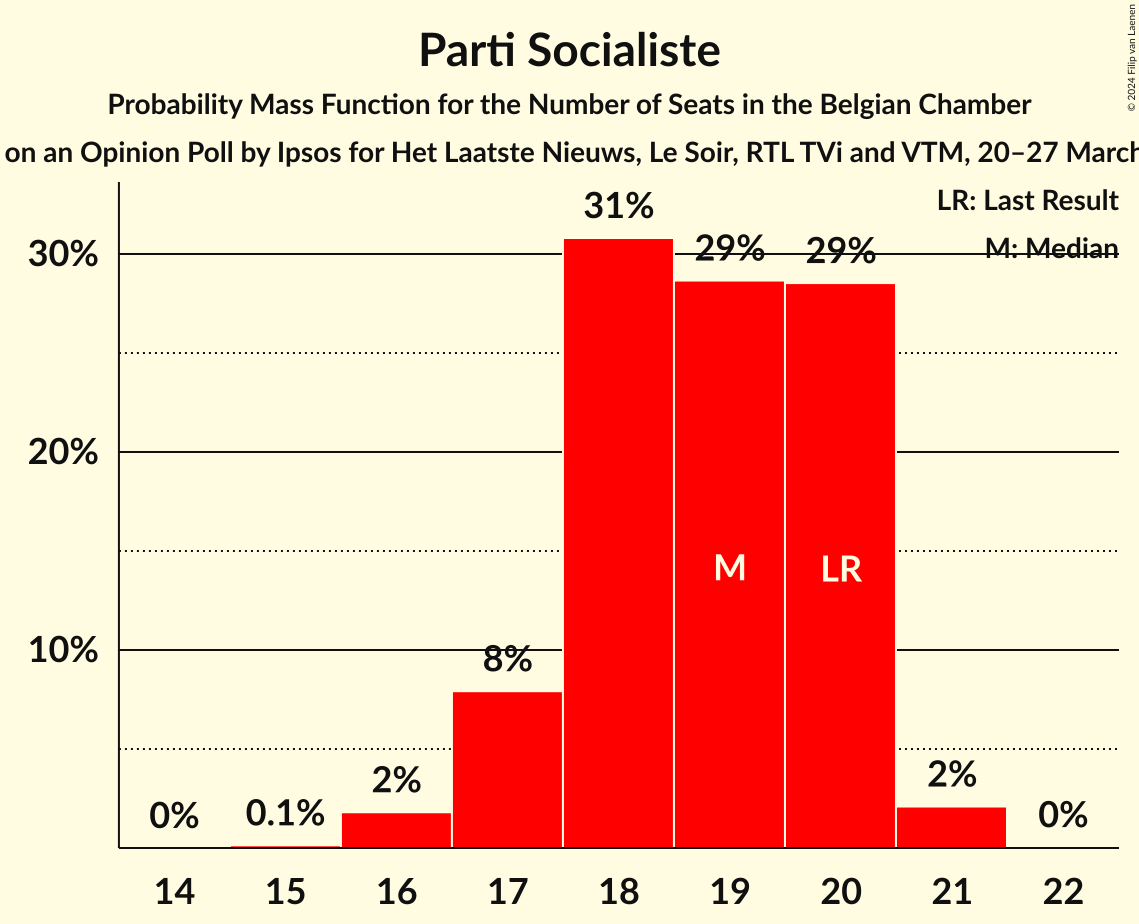 Parti Socialiste
Probability Mass Function for the Number of Seats in the Belgian Chamber
on an Opinion Poll by Ipsos for Het Laatste Nieuws, Le Soir, RTL TVi and VTM, 20–27 March
© 2024 Filip van Laenen
LR: Last Result
M: Median
31%
29%
29%
30%
20%
M
LR
10%
8%
2%
2%
0%
0.1%
0%
14
15
16
17
18
19
20
21
22